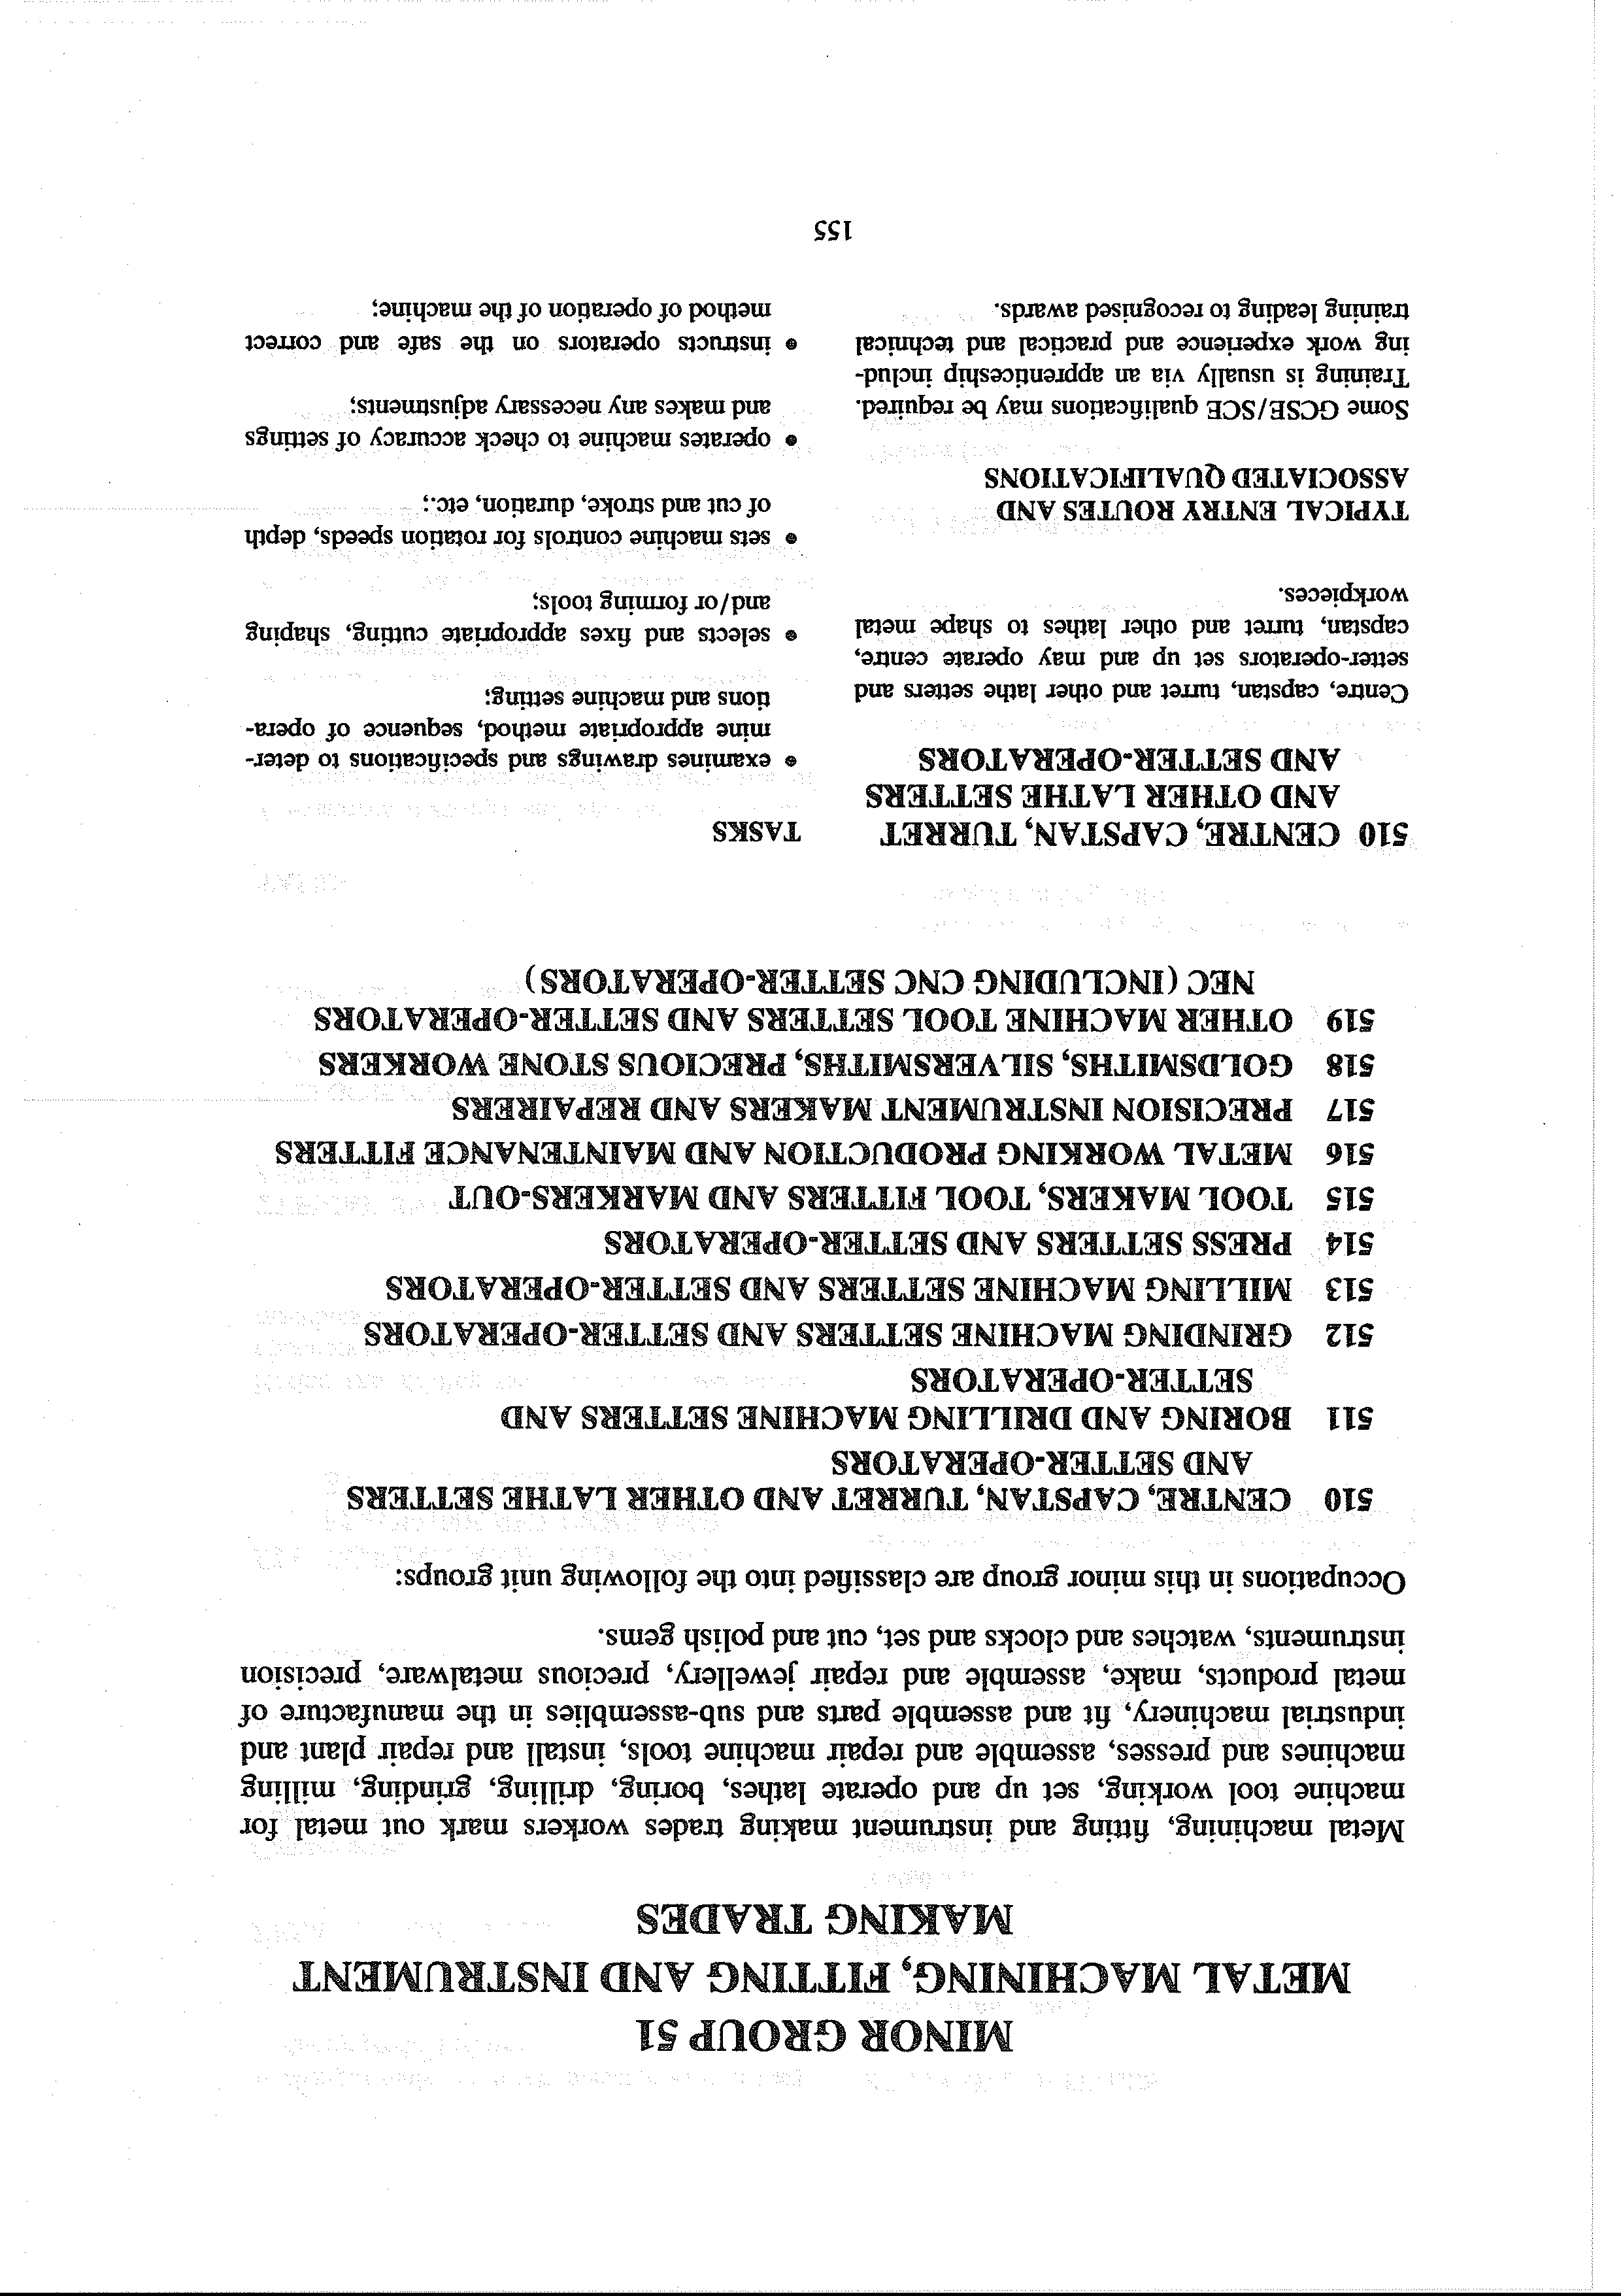 MINOR GROUP 51
METAL MACHINING, FITTING AND INSTRUMENT
MAKING TRADES
Metal machining, fitting and instrument making trades workers mark out metal for
machine tool working, set up and operate lathes, boring, drilling, grinding, milling
machines and presses, assemble and repair machine tools, install and repair plant and
industrial machinery, fit and assemble parts and sub-assemblies in the manufacture of
metal products, make, assemble and repair jewellery, precious metalware, precision
instruments, watches and clocks and set, cut and polish gems.
Occupations in this minor group are classified into the following unit groups:
510 CENTRE, CAPSTAN, TURRET AND OTHER LATHE SETTERS
AND SETTER-OPERATORS
511 BORING AND DRILLING MACHINE SETTERS AND
SETTER-OPERATORS
512 GRINDING MACHINE SETTERS AND SETTER-OPERATORS
513 MILLING MACHINE SETTERS AND SETTER-OPERATORS
514 PRESS SETTERS AND SETTER-OPERATORS
515 TOOL MAKERS, TOOL FITTERS AND MARKERS-OUT
516 METAL WORKING PRODUCTION AND MAINTENANCE FITTERS
517 PRECISION INSTRUMENT MAKERS AND REPAIRERS
518 GOLDSMITHS, SILVERSMITHS, PRECIOUS STONE WORKERS
519 OTHER MACHINE TOOL SETTERS AND SETTER-OPERATORS
NEC (INCLUDING CNC SETTER-OPERATORS)
510 CENTRE, CAPSTAN, TURRET
AND OTHER LATHE SETTERS
AND SETTER-OPERATORS
Centre, capstan, turret and other lathe setters and
setter-operators set up and may operate centre,
capstan, turret and other lathes to shape metal
workpieces.
TYPICAL ENTRY ROUTES AND
ASSOCIATED QUALIFICATIONS
Some GCSE/SCE qualifications may be required.
Training is usually via an apprenticeship includ-
ing work experience and practical and technical
training leading to recognised awards.
TASKS
• examines drawings and specifications to deter-
mine appropriate method, sequence of opera-
tions and machine setting;
• selects and fixes appropriate cutting, shaping
and/or forming tools;
• sets machine controls for rotation speeds, depth
of cut and stroke, duration, etc.;
• operates machine to check accuracy of settings
and makes any necessary adjustments;
• instructs operators on the safe and correct
method of operation of the machine;
155